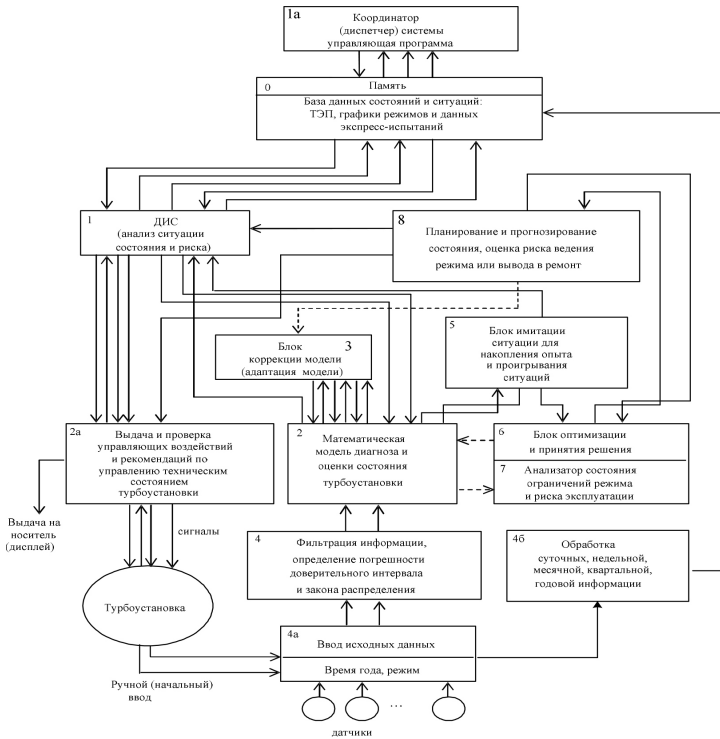 1а
Координатор
(диспетчер) системы
управляющая программа
0
Память
База данных состояний и ситуаций:
ТЭП, графики режимов и данных
экспресс-испытаний
1
ДИС
(анализ ситуации
состояния и риска)
8
Планирование и прогнозирование
состояния, оценка риска ведения
режима или вывода в ремонт
3
Блок
коррекции модели
(адаптация модели)
5
Блок имитации
ситуации для
накопления опыта
и проигрывания
ситуаций
2а
Выдача и проверка
управляющих воздействий
и рекомендаций по
управлению техническим
состоянием
турбоустановки
2
Математическая
модель диагноза и
оценки состояния
турбоустановки
6
Блок оптимизации
и принятия решения
7
Анализатор состояния
ограничений режима
и риска эксплуатации
Выдача на
носитель
(дисплей)
сигналы
4
Фильтрация информации,
определение погрешности
доверительного интервала
и закона распределения
4б
Обработка
суточных, недельной,
месячной, квартальной,
годовой информации
Турбоустановка
4а
Ввод исходных данных
Время года, режим
Ручной (начальный)
ввод
...
датчики